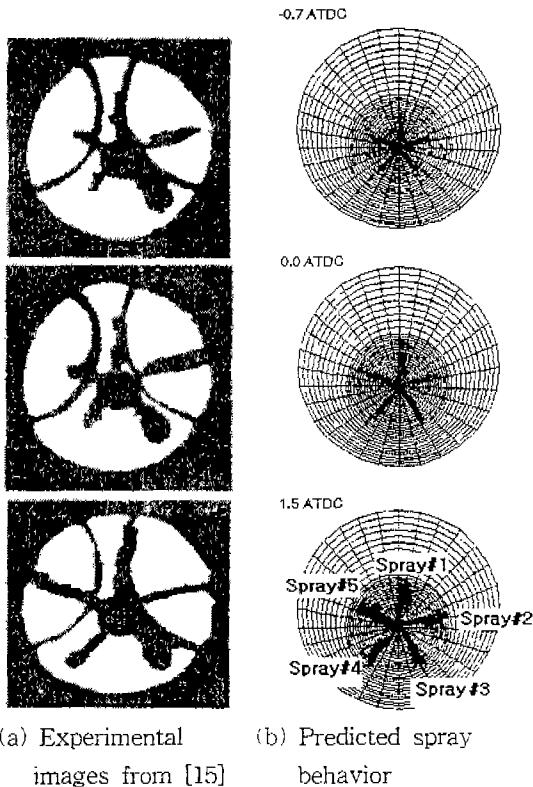 -0.7 ATDC
0.0 ATDC
1.5 ATDC
Spray#1
Spray#5
Spray#2
Spray#4
Spray#3
(a) Experimental
images from [15]
(b) Predicted spray
behavior